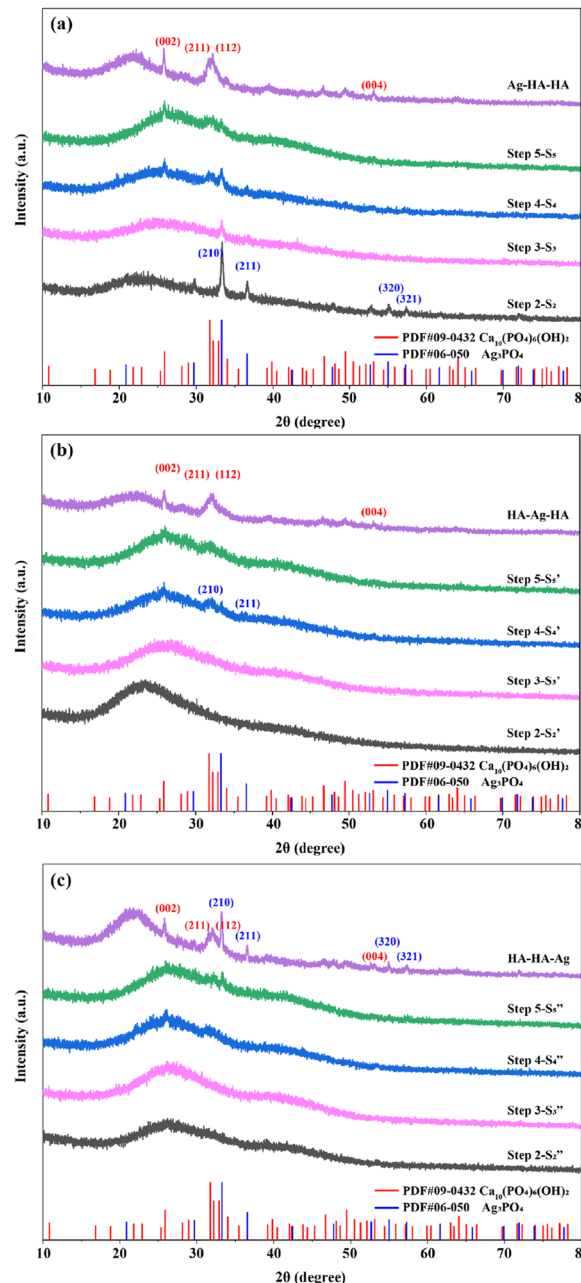 (a)
(002)
(211) (112)
(004)
Ag-HA-HA
Step 5-S₅
Step 4-S₄
Step 3-S₃
(210)
(211)
(320)
(321)
Step 2-S₂
PDF#09-0432 Ca₁₀(PO₄)₆(OH)₂
PDF#06-050 Ag₃PO₄
Intensity (a.u.)
10 20 30 40 50 60 70 80
2θ (degree)
(b)
(002)
(211) (112)
(004)
HA-Ag-HA
Step 5-S₅’
(210)
(211)
Step 4-S₄’
Step 3-S₃’
Step 2-S₂’
PDF#09-0432 Ca₁₀(PO₄)₆(OH)₂
PDF#06-050 Ag₃PO₄
Intensity (a.u.)
10 20 30 40 50 60 70 80
2θ (degree)
(c)
(210)
(002)
(211) (112)
(211)
(320)
(004) (321)
HA-HA-Ag
Step 5-S₅”
Step 4-S₄”
Step 3-S₃”
Step 2-S₂”
PDF#09-0432 Ca₁₀(PO₄)₆(OH)₂
PDF#06-050 Ag₃PO₄
Intensity (a.u.)
10 20 30 40 50 60 70 80
2θ (degree)